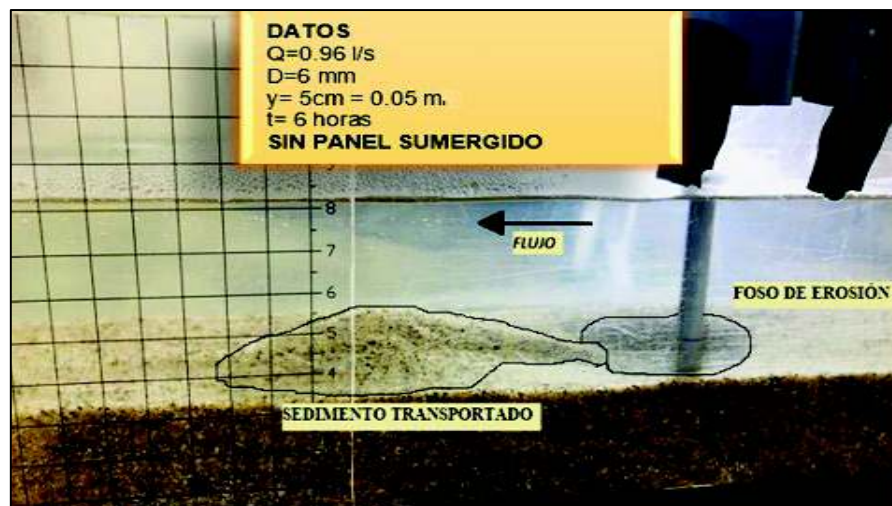 DATOS
Q=0.96 l/s
D=6 mm
y= 5cm = 0.05 m.
t= 6 horas
SIN PANEL SUMERGIDO
8
7
FLUJO
6
FOSO DE EROSIÓN
5
4
SEDIMENTO TRANSPORTADO